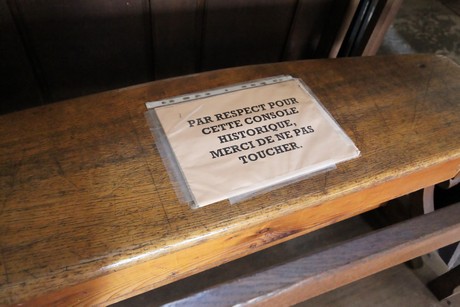 PAR RESPECT POUR
CETTE CONSOLE
HISTORIQUE,
MERCI DE NE PAS
TOUCHER.